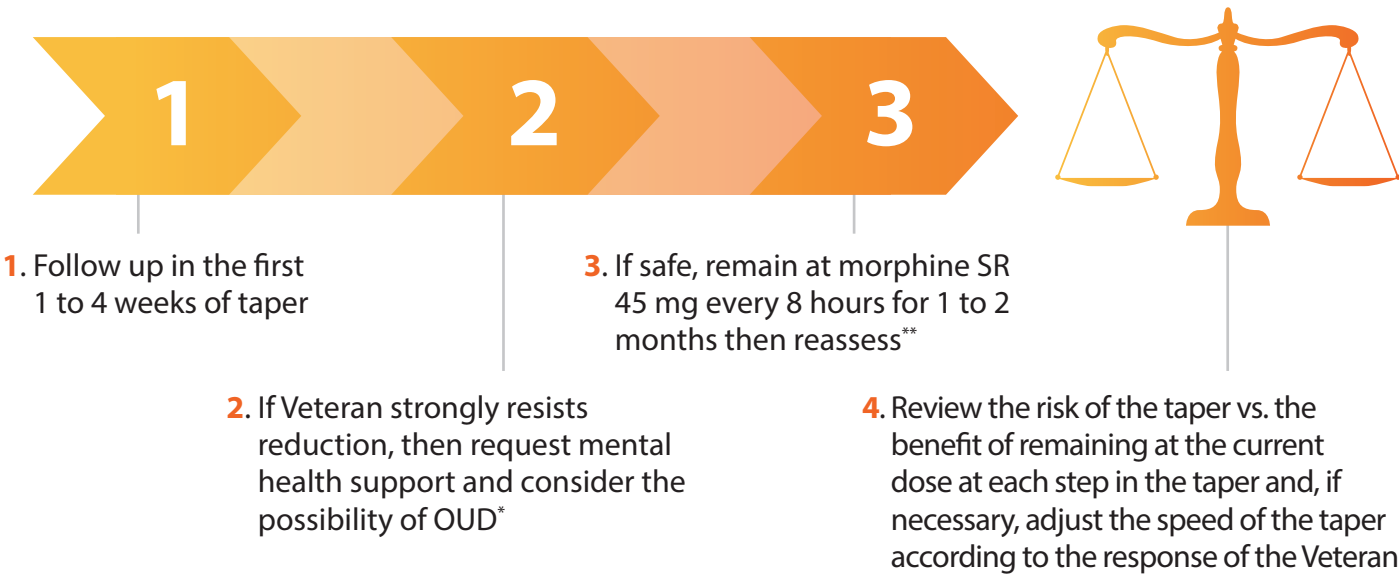 1
2
3
1. Follow up in the first
1 to 4 weeks of taper
3. If safe, remain at morphine SR
45 mg every 8 hours for 1 to 2
months then reassess**
2. If Veteran strongly resists
reduction, then request mental
health support and consider the
possibility of OUD*
4. Review the risk of the taper vs. the
benefit of remaining at the current
dose at each step in the taper and, if
necessary, adjust the speed of the taper
according to the response of the Veteran